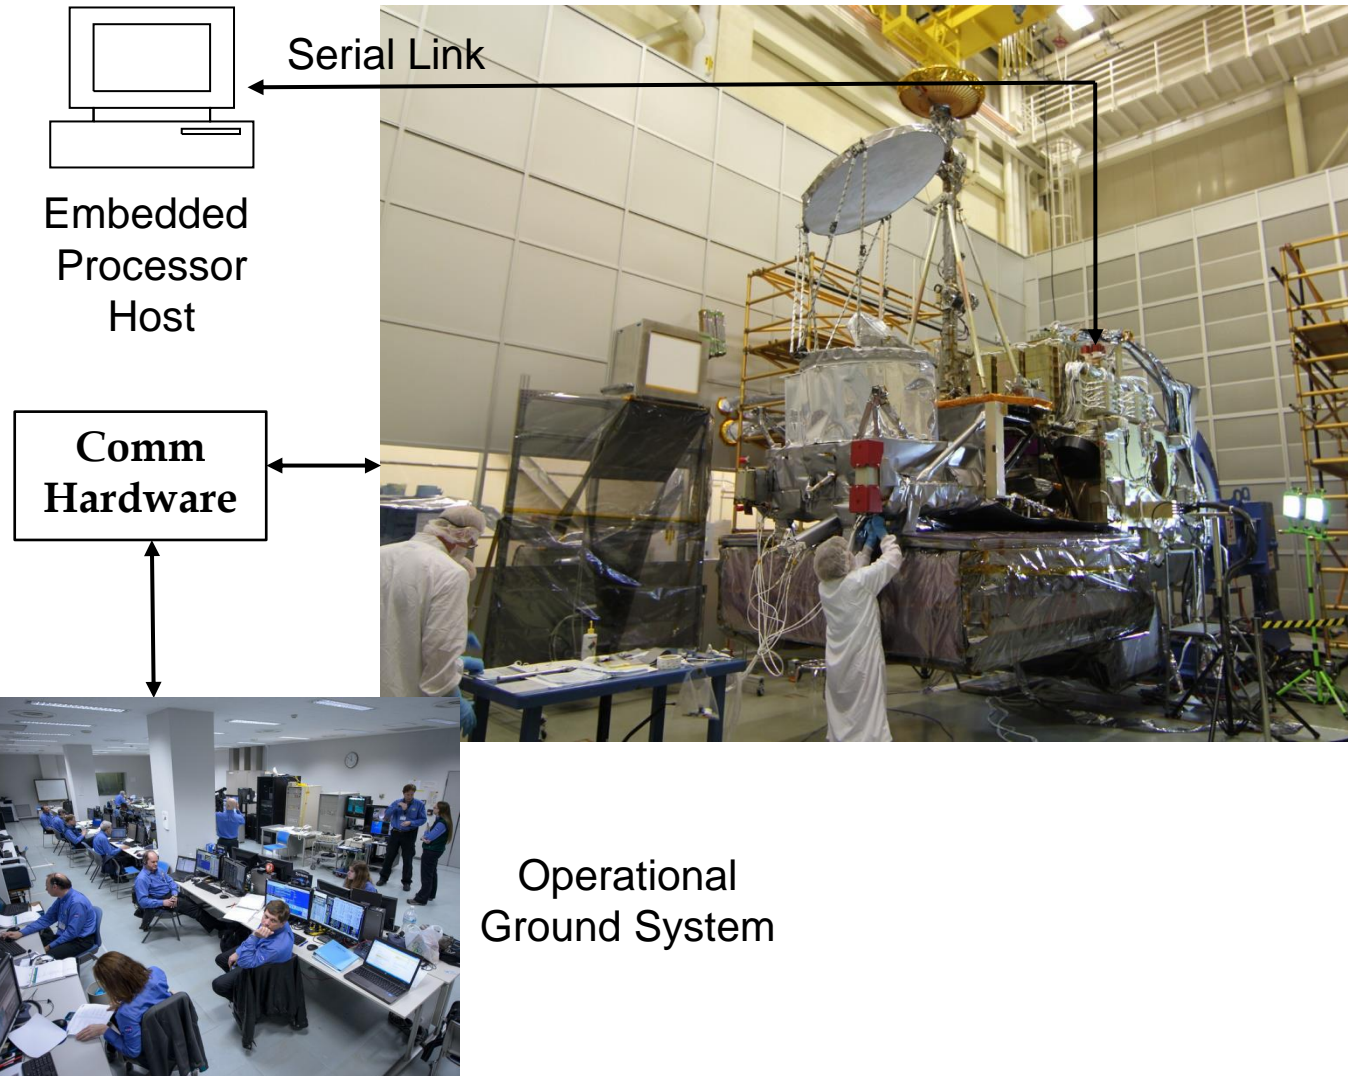 Serial Link
Embedded
Processor
Host
Comm
Hardware
Operational
Ground System